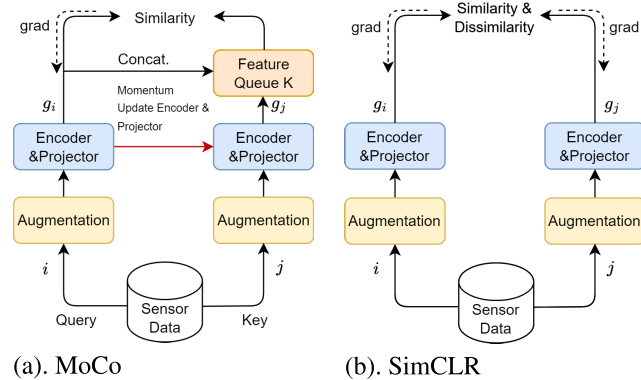 grad
Similarity
Concat.
Feature
Queue K
Momentum
Update Encoder &
Projector
g_i
g_j
Encoder
&Projector
Encoder
&Projector
Augmentation
Augmentation
i
j
Sensor
Data
Query
Key
(a). MoCo
Similarity &
Dissimilarity
grad
grad
g_i
g_j
Encoder
&Projector
Encoder
&Projector
Augmentation
Augmentation
i
j
Sensor
Data
(b). SimCLR